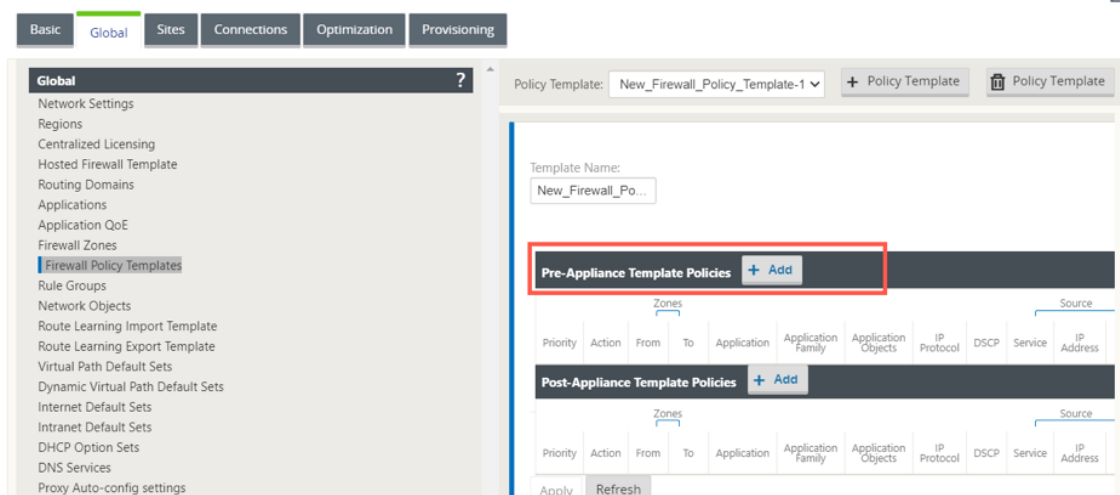 Basic Global Sites Connections Optimization Provisioning
Global ?
Network Settings
Regions
Centralized Licensing
Hosted Firewall Template
Routing Domains
Applications
Application QoE
Firewall Zones
Firewall Policy Templates
Rule Groups
Network Objects
Route Learning Import Template
Route Learning Export Template
Virtual Path Default Sets
Dynamic Virtual Path Default Sets
Internet Default Sets
Intranet Default Sets
DHCP Option Sets
DNS Services
Proxy Auto-config settings
Policy Template: New_Firewall_Policy_Template-1 + Policy Template Policy Template
Template Name:
New_Firewall_Po...
Pre-Appliance Template Policies + Add
Zones Source
Priority Action From To Application Application Family Application Objects IP Protocol DSCP Service IP Address
Post-Appliance Template Policies + Add
Zones Source
Priority Action From To Application Application Family Application Objects IP Protocol DSCP Service IP Address
Apply Refresh